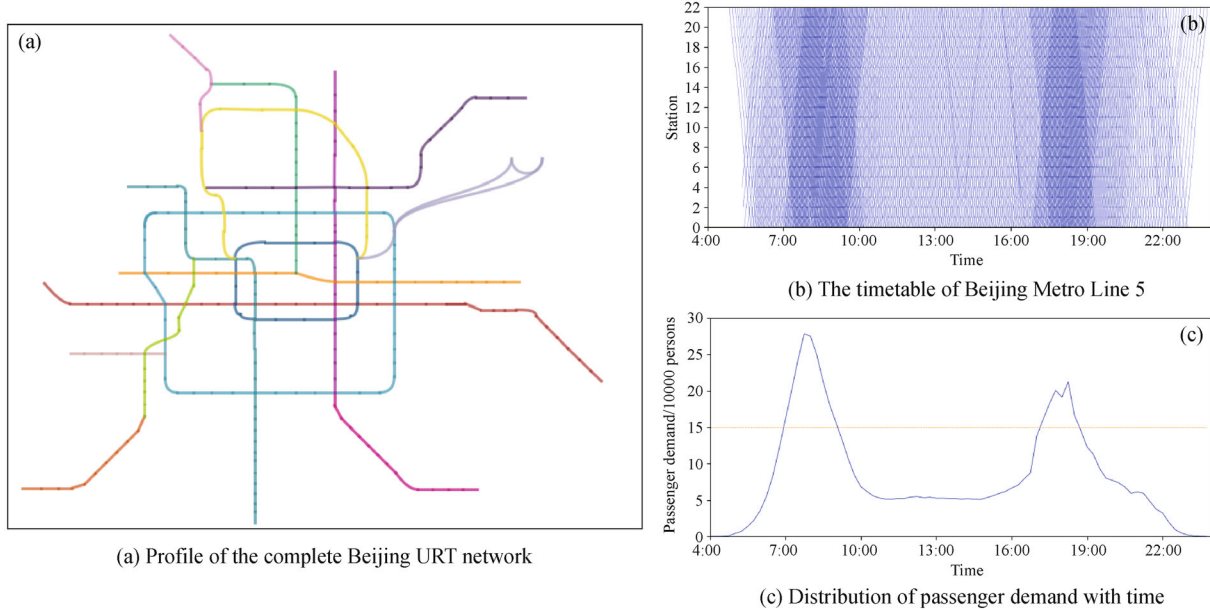 (a)
(a) Profile of the complete Beijing URT network
22
20
18
16
14
12
10
8
6
4
2
0
Station
(b)
4:00 7:00 10:00 13:00 16:00 19:00 22:00
Time
(b) The timetable of Beijing Metro Line 5
30
25
20
15
10
5
0
Passenger demand/10000 persons
(c)
4:00 7:00 10:00 13:00 16:00 19:00 22:00
Time
(c) Distribution of passenger demand with time